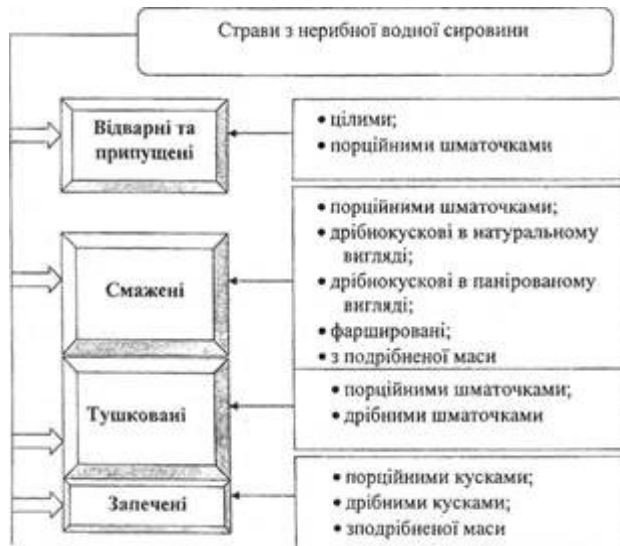 Страви з нерибної водної сировини
Відварні та
припущені
• цілими;
• порційними шматочками
Смажені
• порційними шматочками;
• дрібнокускові в натуральному
вигляді;
• дрібнокускові в панірованому
вигляді;
• фаршировані;
• з подрібненої маси
Тушковані
• порційними шматочками;
• дрібними шматочками
Запечені
• порційними кусками;
• дрібними кусками;
• зподрібненої маси